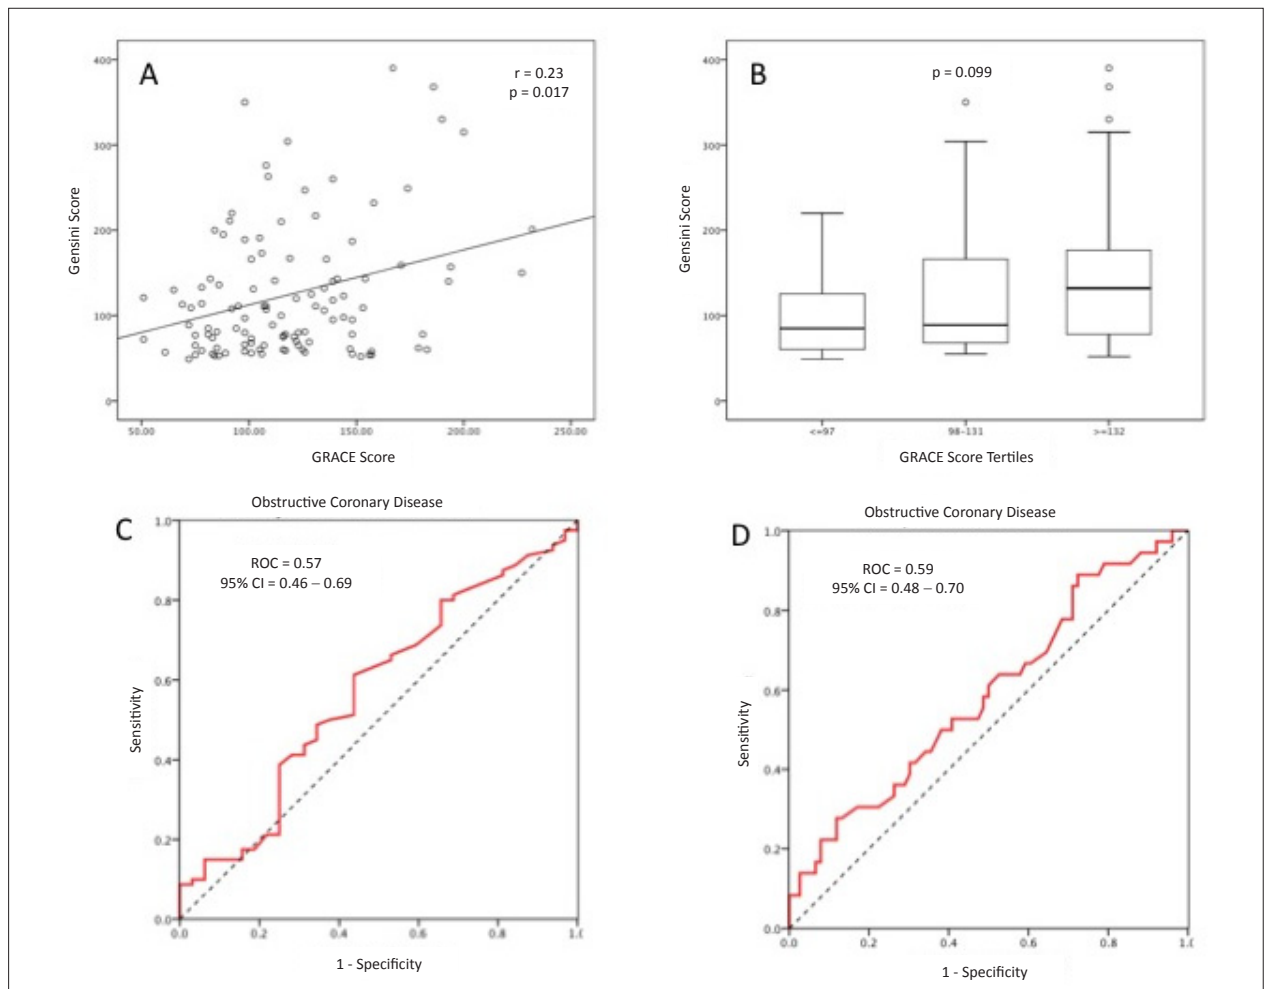 A
r = 0.23
p = 0.017
400
300
200
100
0
Gensini Score
50.00
100.00
150.00
200.00
250.00
GRACE Score
B
p = 0.099
400
300
200
100
0
Gensini Score
<=97
98-131
>=132
GRACE Score Tertiles
C
Obstructive Coronary Disease
ROC = 0.57
95% CI = 0.46 – 0.69
1.0
0.8
0.6
0.4
0.2
0.0
Sensitivity
0.0
0.2
0.4
0.6
0.8
1 - Specificity
D
Obstructive Coronary Disease
ROC = 0.59
95% CI = 0.48 – 0.70
1.0
0.8
0.6
0.4
0.2
0.0
Sensitivity
0.0
0.2
0.4
0.6
0.8
1 - Specificity